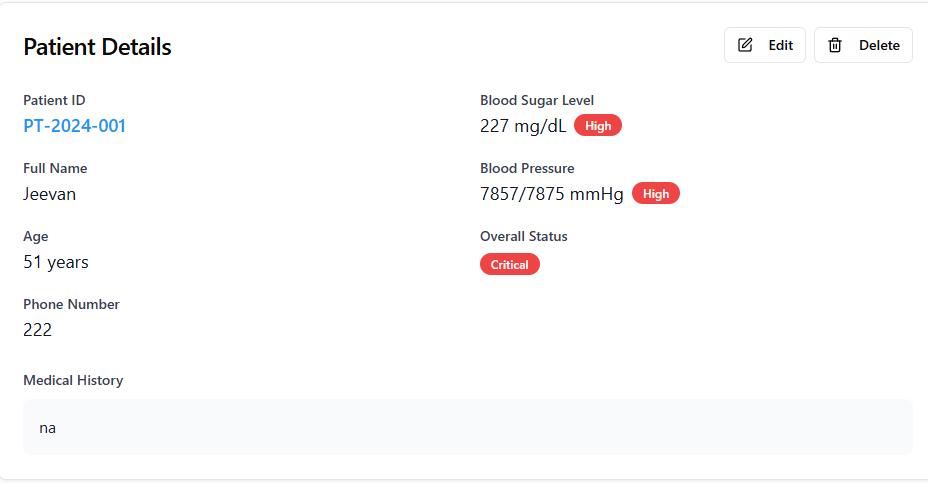 Patient Details
Edit
Delete
Patient ID
PT-2024-001
Full Name
Jeevan
Age
51 years
Phone Number
222
Blood Sugar Level
227 mg/dL High
Blood Pressure
7857/7875 mmHg High
Overall Status
Critical
Medical History
na